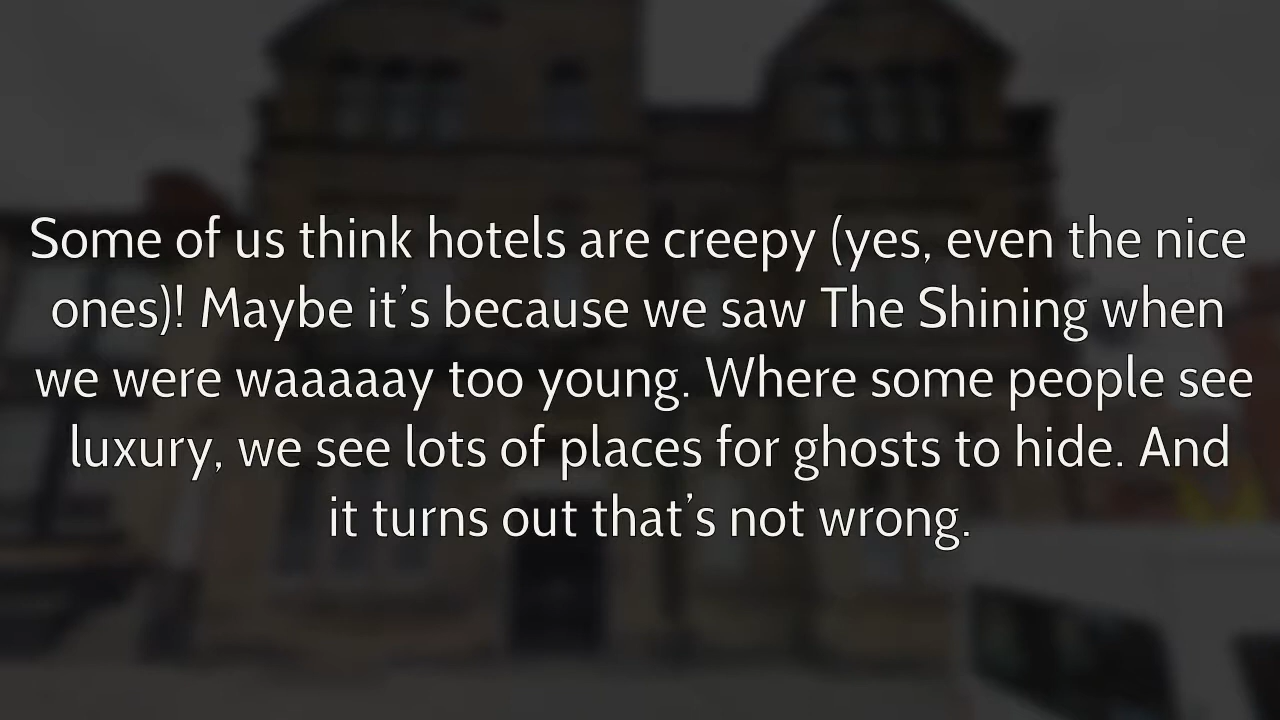 Some of us think hotels are creepy (yes, even the nice
ones)! Maybe it’s because we saw The Shining when
we were waaaaay too young. Where some people see
luxury, we see lots of places for ghosts to hide. And
it turns out that’s not wrong.